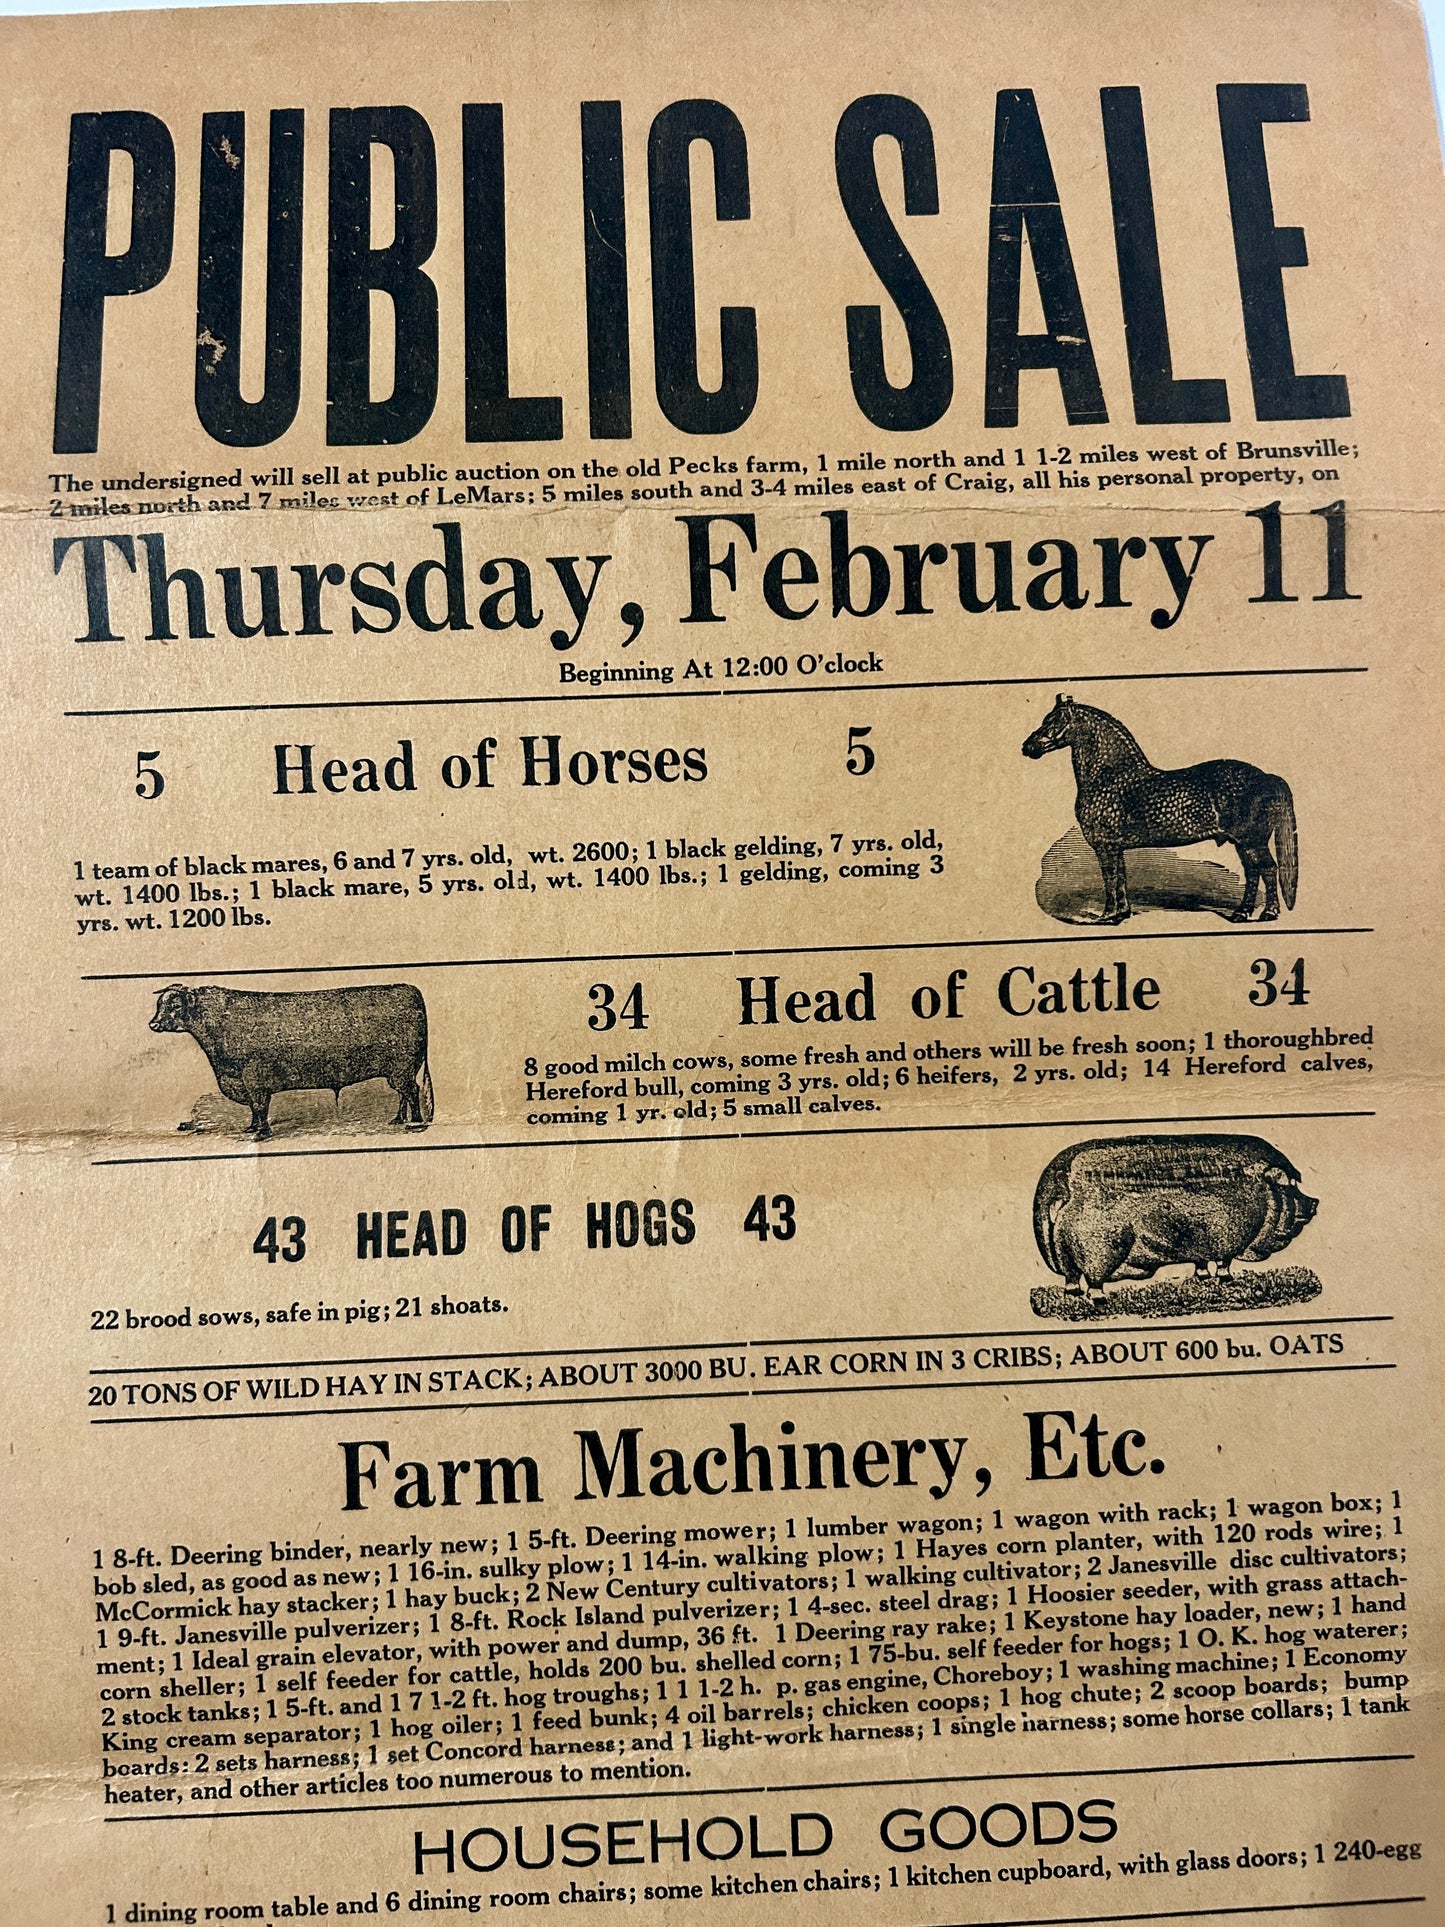 PUBLIC SALE
The undersigned will sell at public auction on the old Pecks farm, 1 mile north and 1 1-2 miles west of Brunsville;
2 miles north and 7 miles west of LeMars; 5 miles south and 3-4 miles east of Craig, all his personal property, on
Thursday, February 11
Beginning At 12:00 O'clock
5 Head of Horses 5
1 team of black mares, 6 and 7 yrs. old, wt. 2600; 1 black gelding, 7 yrs. old,
wt. 1400 lbs.; 1 black mare, 5 yrs. old, wt. 1400 lbs.; 1 gelding, coming 3
yrs. wt. 1200 lbs.
34 Head of Cattle 34
8 good milch cows, some fresh and others will be fresh soon; 1 thoroughbred
Hereford bull, coming 3 yrs. old; 6 heifers, 2 yrs. old; 14 Hereford calves,
coming 1 yr. old; 5 small calves.
43 HEAD OF HOGS 43
22 brood sows, safe in pig; 21 shoats.
20 TONS OF WILD HAY IN STACK; ABOUT 3000 BU. EAR CORN IN 3 CRIBS; ABOUT 600 bu. OATS
Farm Machinery, Etc.
1 8-ft. Deering binder, nearly new; 1 5-ft. Deering mower; 1 lumber wagon; 1 wagon with rack; 1 wagon box; 1
bob sled, as good as new; 1 16-in. sulky plow; 1 14-in. walking plow; 1 Hayes corn planter, with 120 rods wire; 1
McCormick hay stacker; 1 hay buck; 2 New Century cultivators; 1 walking cultivator; 2 Janesville disc cultivators;
1 9-ft. Janesville pulverizer; 1 8-ft. Rock Island pulverizer; 1 4-sec. steel drag; 1 Hoosier seeder, with grass attach-
ment; 1 Ideal grain elevator, with power and dump, 36 ft. 1 Deering ray rake; 1 Keystone hay loader, new; 1 hand
corn sheller; 1 self feeder for cattle, holds 200 bu. shelled corn; 1 75-bu. self feeder for hogs; 1 O. K. hog waterer;
2 stock tanks; 1 5-ft. and 1 7 1-2 ft. hog troughs; 1 1 1-2 h. p. gas engine, Choreboy; 1 washing machine; 1 Economy
King cream separator; 1 hog oiler; 1 feed bunk; 4 oil barrels; chicken coops; 1 hog chute; 2 scoop boards; bump
boards: 2 sets harness; 1 set Concord harness; and 1 light-work harness; 1 single harness; some horse collars; 1 tank
heater, and other articles too numerous to mention.
HOUSEHOLD GOODS
1 dining room table and 6 dining room chairs; some kitchen chairs; 1 kitchen cupboard, with glass doors; 1 240-egg